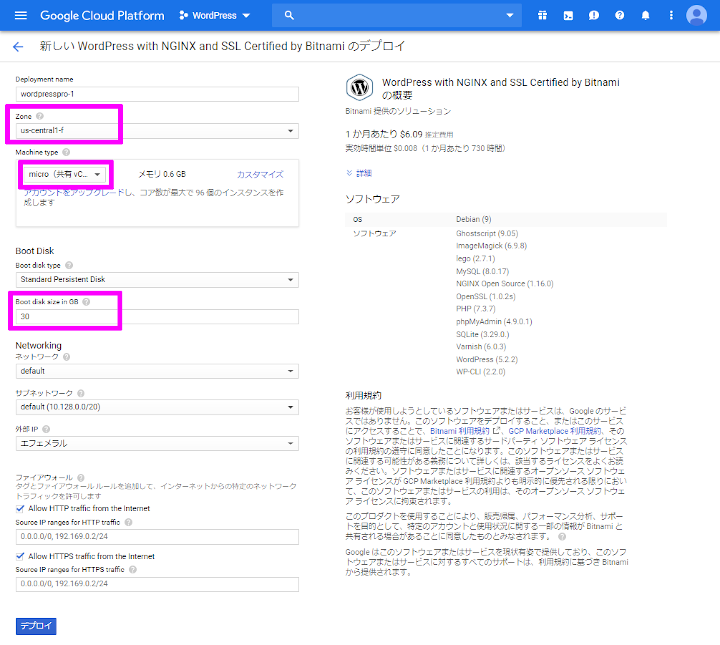 Google Cloud Platform
WordPress
新しい WordPress with NGINX and SSL Certified by Bitnami のデプロイ
Deployment name
wordpresspro-1
Zone
us-central1-f
Machine type
micro（共有 vC...
メモリ 0.6 GB
カスタマイズ
アカウントをアップグレードし、コア数が最大で 96 個のインスタンスを作
成します
Boot Disk
Boot disk type
Standard Persistent Disk
Boot disk size in GB
30
Networking
ネットワーク
default
サブネットワーク
default (10.128.0.0/20)
外部 IP
エフェメラル
ファイアウォール
タグとファイアウォール ルールを追加して、インターネットからの特定のネットワーク
トラフィックを許可します
Allow HTTP traffic from the Internet
Source IP ranges for HTTP traffic
0.0.0.0/0, 192.169.0.2/24
Allow HTTPS traffic from the Internet
Source IP ranges for HTTPS traffic
0.0.0.0/0, 192.169.0.2/24
デプロイ
WordPress with NGINX and SSL Certified by Bitnami
の概要
Bitnami 提供のソリューション
1 か月あたり $6.09 推定費用
実効時間単位 $0.008（1 か月あたり 730 時間）
詳細
ソフトウェア
OS Debian (9)
ソフトウェア Ghostscript (9.05)
ImageMagick (6.9.8)
lego (2.7.1)
MySQL (8.0.17)
NGINX Open Source (1.16.0)
OpenSSL (1.0.2s)
PHP (7.3.7)
phpMyAdmin (4.9.0.1)
SQLite (3.29.0.)
Varnish (6.0.3)
WordPress (5.2.2)
WP-CLI (2.2.0)
利用規約
お客様が使用しようとしているソフトウェアまたはサービスは、Google のサービ
スではありません。このソフトウェアをデプロイすること、またはこのサービス
にアクセスすることで、Bitnami 利用規約、GCP Marketplace 利用規約、その
ソフトウェアまたはサービスに関連するサードパーティ ソフトウェア ライセンス
の利用規約の遵守に同意したことになります。このソフトウェアまたはサービスに
関連する可能性がある義務について詳しくは、該当するライセンスをよくお読
みください。ソフトウェアまたはサービスに関連するオープンソース ソフトウェ
ア ライセンスが GCP Marketplace 利用規約よりも明示的に優先される限りにおい
て、このソフトウェアまたはサービスの利用は、そのオープンソース ソフトウェ
ア ライセンスに拘束されます。
このプロダクトを使用することにより、販売促進、パフォーマンス分析、サポー
トを目的として、特定のアカウントと使用状況に関する一部の情報が Bitnami と
共有される場合があることに同意したものとみなされます。
Google はこのソフトウェアまたはサービスを現状有姿で提供しており、このソフ
トウェアまたはサービスに対するすべてのサポートは、利用規約に基づき Bitnami
から提供されます。